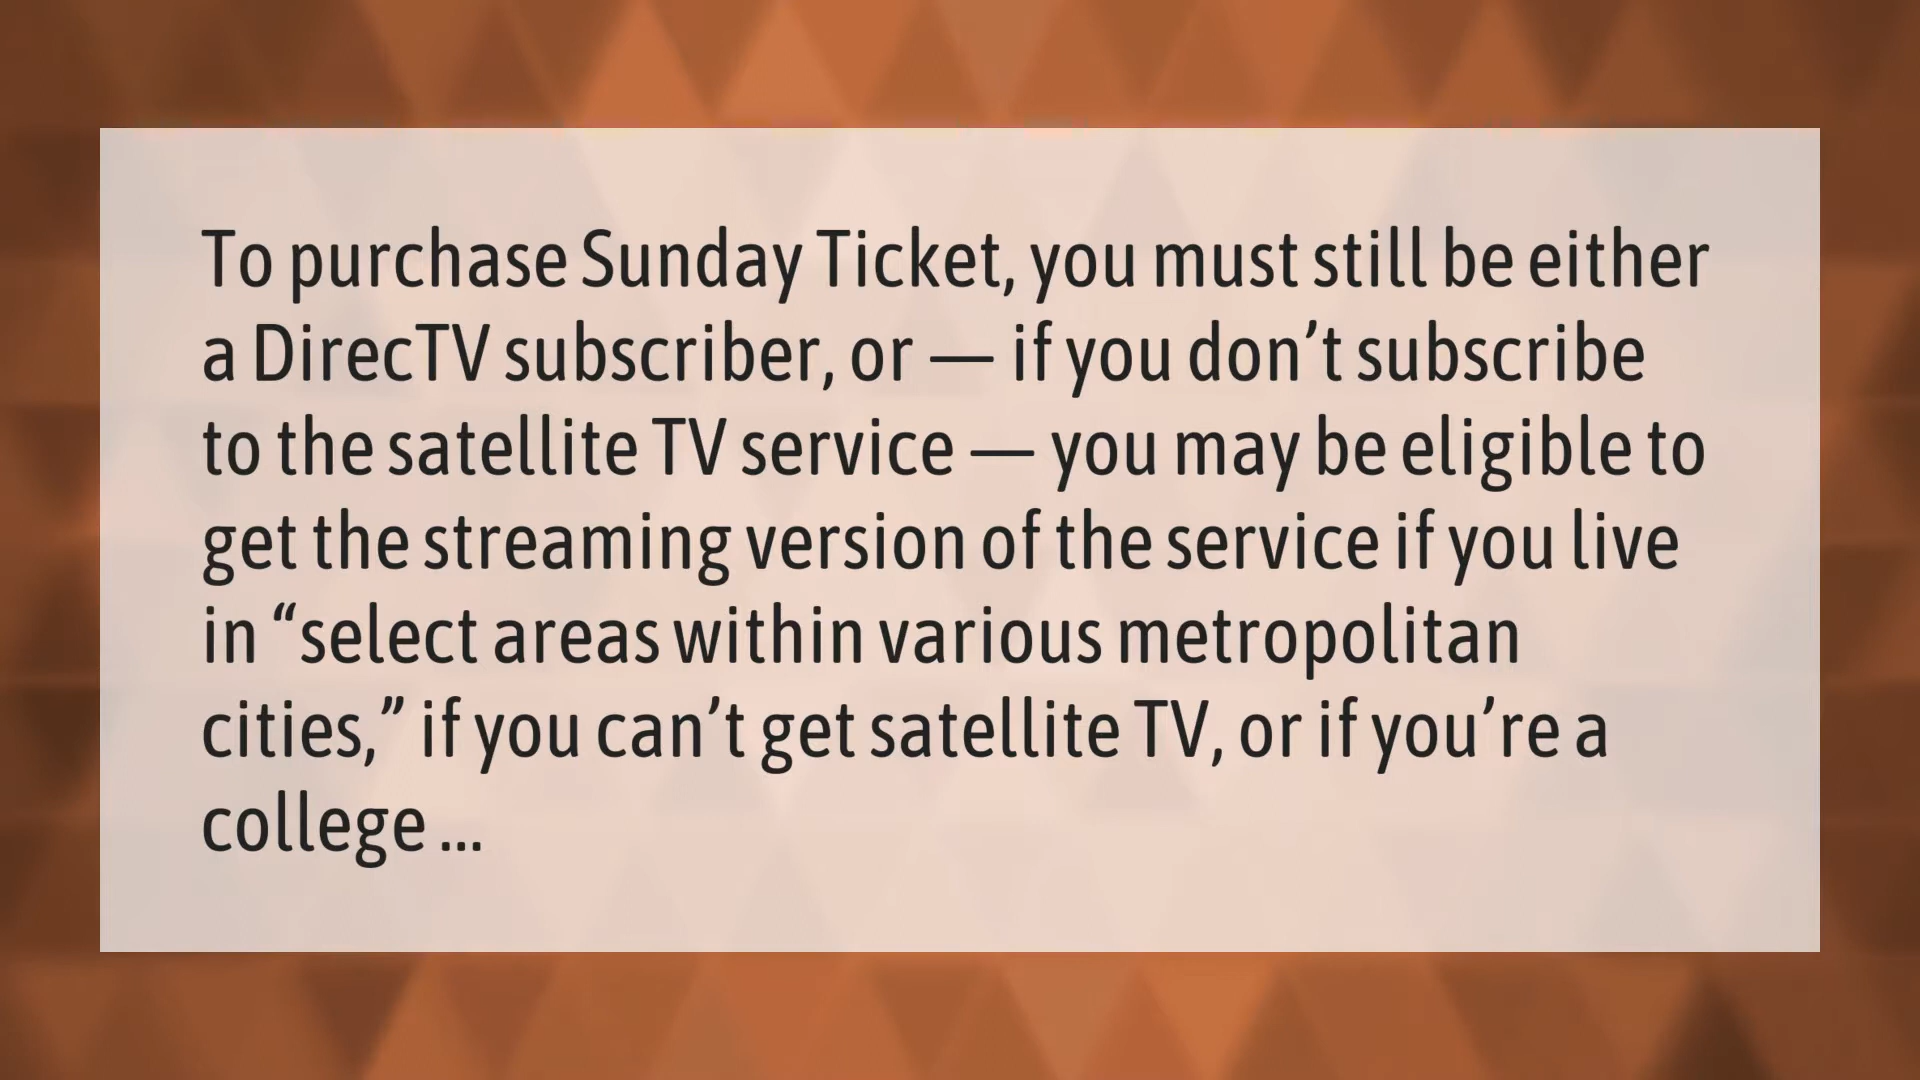 To purchase Sunday Ticket, you must still be either
a DirecTV subscriber, or — if you don’t subscribe
to the satellite TV service — you may be eligible to
get the streaming version of the service if you live
in “select areas within various metropolitan
cities,” if you can’t get satellite TV, or if you’re a
college ...